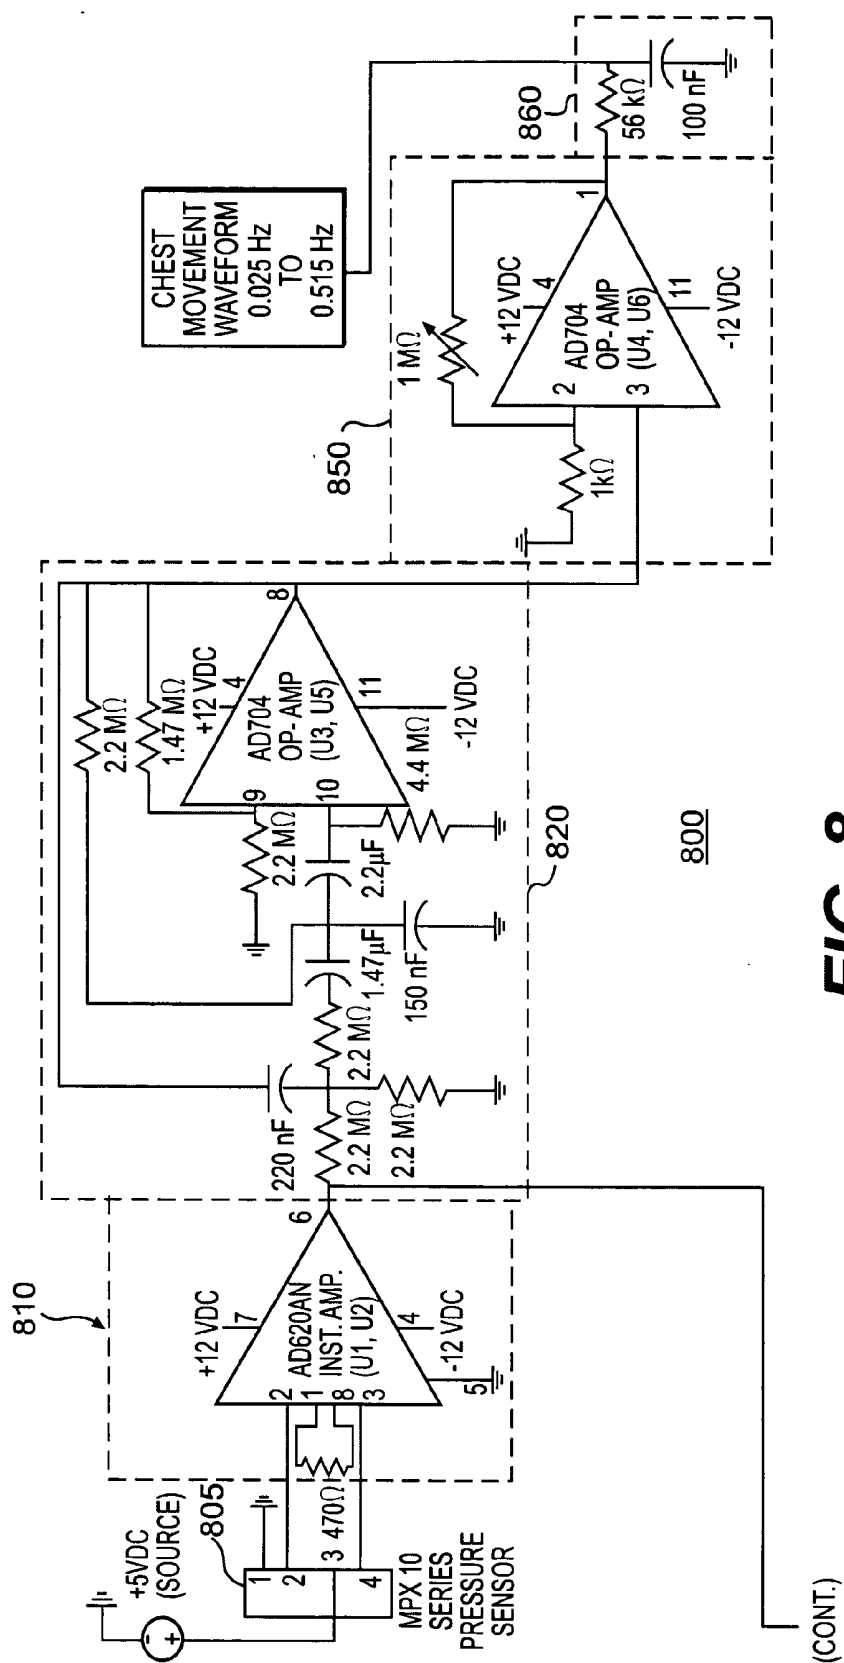 810
+5VDC
(SOURCE)
805
1
2
3
4
MPX 10
SERIES
PRESSURE
SENSOR
470Ω
+12 VDC
7
2
1
8
3
AD620AN
INST. AMP.
(U1, U2)
6
4
-12 VDC
5
220 nF
2.2 MΩ
2.2 MΩ
2.2 MΩ
1.47µF
150 nF
2.2µF
2.2 MΩ
2.2 MΩ
1.47 MΩ
+12 VDC
4
9
10
AD704
OP-AMP
(U3, U5)
8
11
4.4 MΩ
-12 VDC
820
850
1 MΩ
1kΩ
+12 VDC
4
2
3
AD704
OP-AMP
(U4, U6)
1
11
-12 VDC
860
56 kΩ
100 nF
CHEST
MOVEMENT
WAVEFORM
0.025 Hz
TO
0.515 Hz
800
(CONT.)